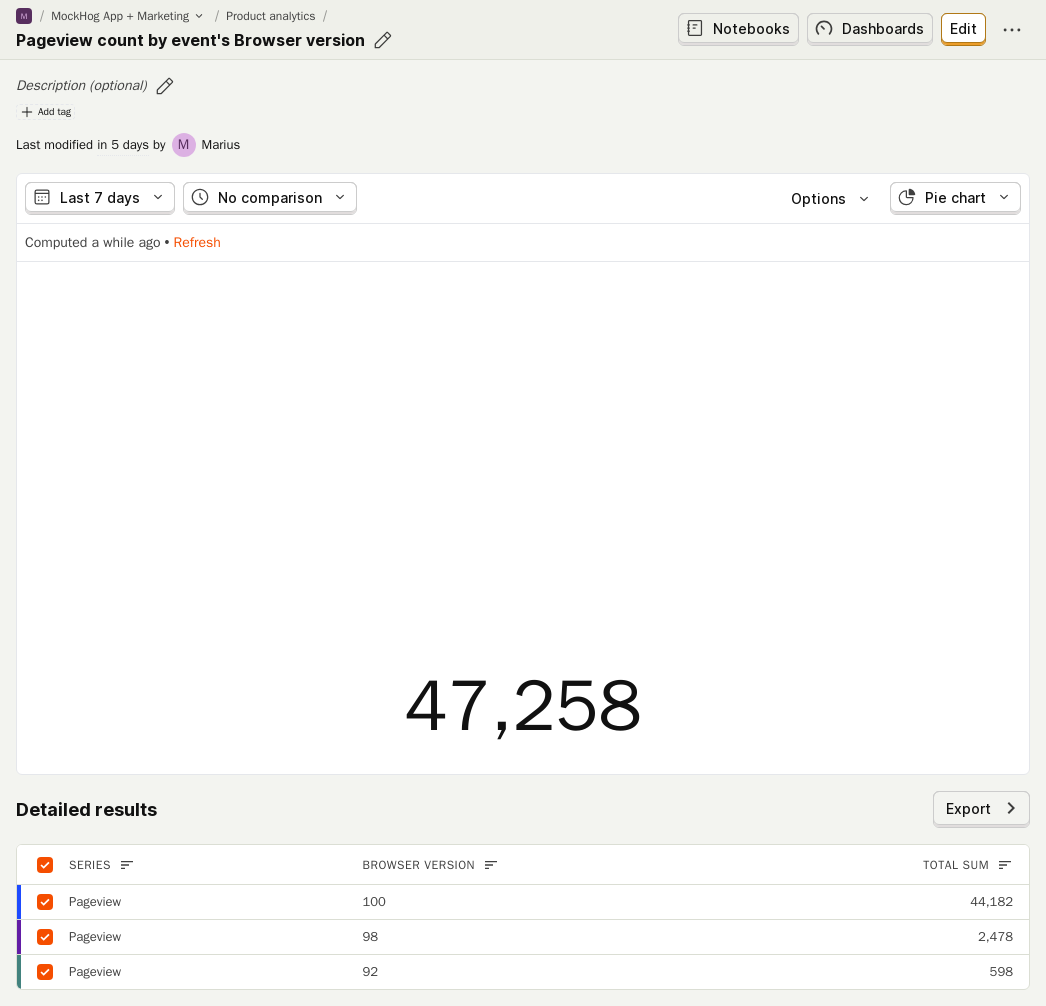 M / MockHog App + Marketing / Product analytics /
Pageview count by event's Browser version
Notebooks Dashboards Edit
Description (optional)
Add tag
Last modified in 5 days by M Marius
Last 7 days No comparison Options Pie chart
Computed a while ago • Refresh
47,258
Detailed results
Export
SERIES BROWSER VERSION TOTAL SUM
Pageview 100 44,182
Pageview 98 2,478
Pageview 92 598